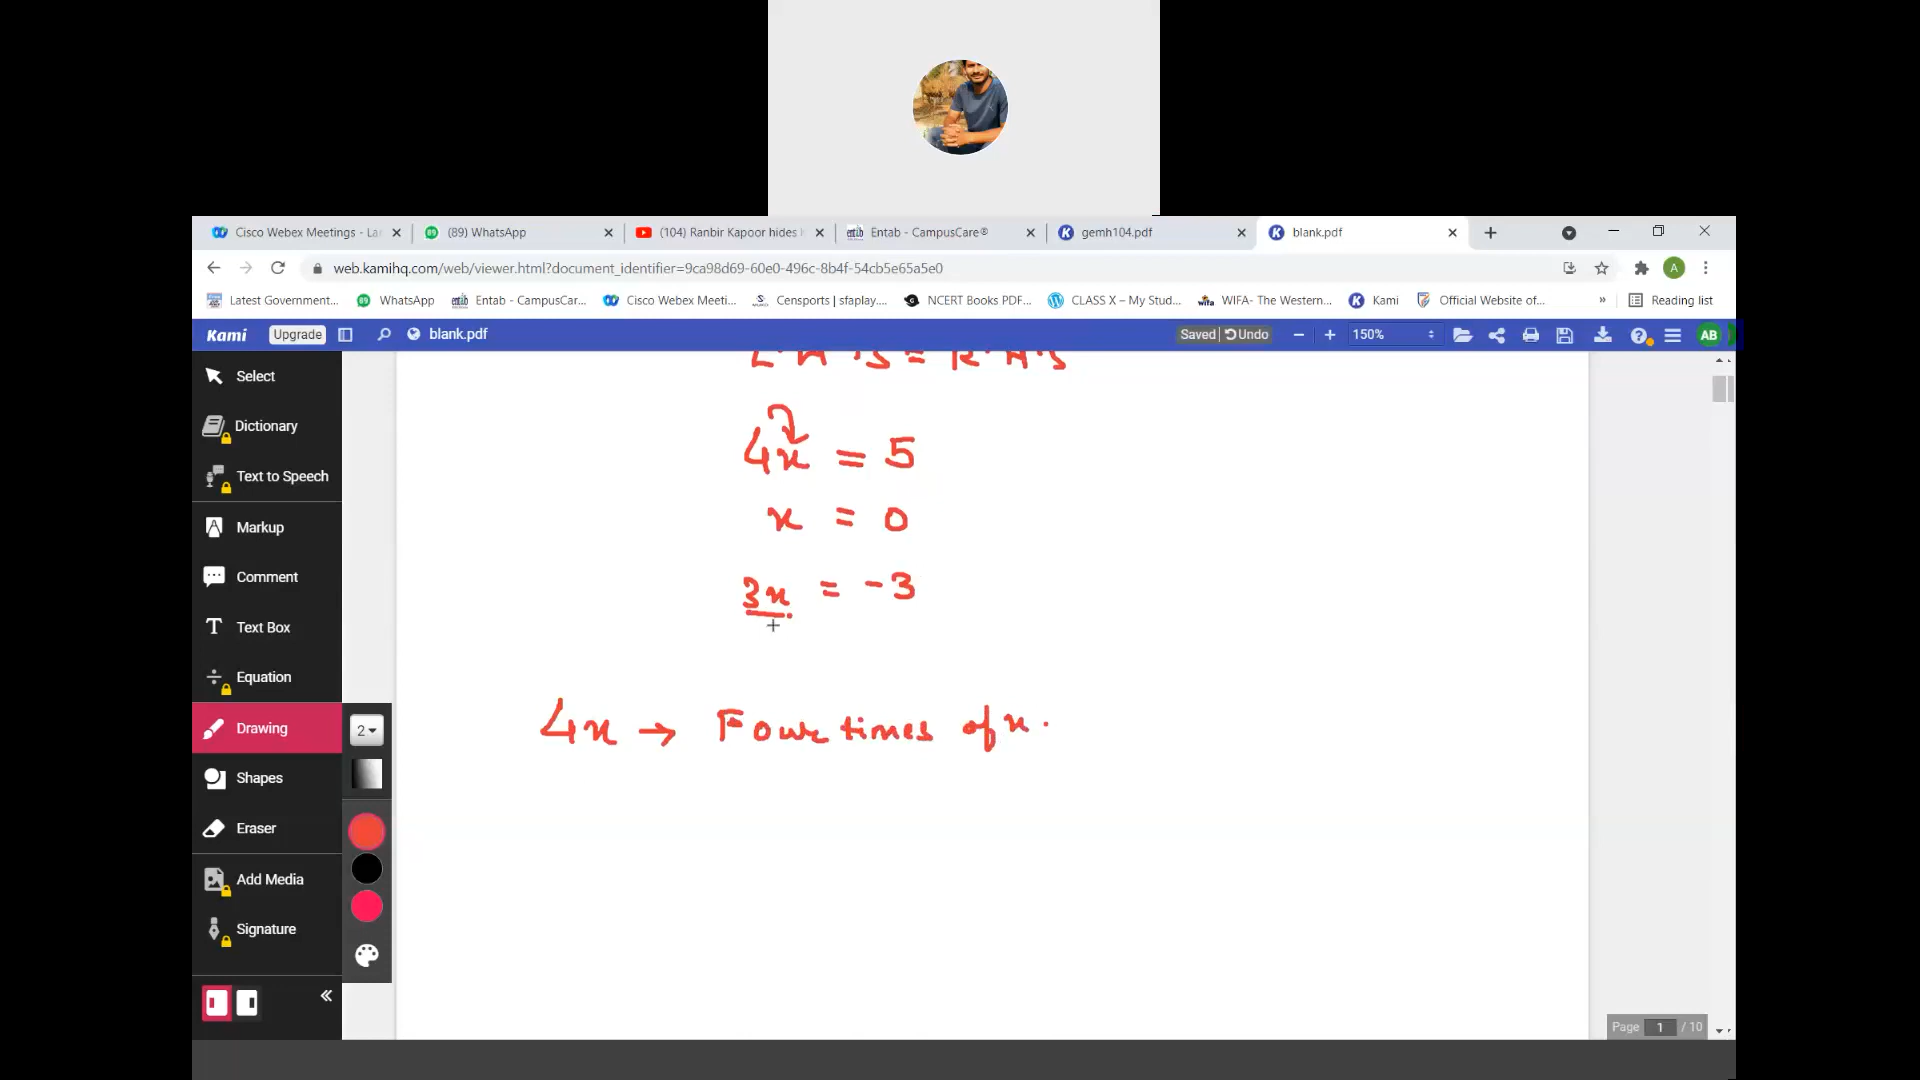 Cisco Webex Meetings - La
(89) WhatsApp
(104) Ranbir Kapoor hides
Entab - CampusCare®
gemh104.pdf
blank.pdf
web.kamihq.com/web/viewer.html?document_identifier=9ca98d69-60e0-496c-8b4f-54cb5e65a5e0
A
Latest Government...
WhatsApp
Entab - CampusCar...
Cisco Webex Meeti...
Censports | sfaplay....
NCERT Books PDF...
CLASS X – My Stud...
WIFA- The Western...
Kami
Official Website of...
»
Reading list
Kami
Upgrade
blank.pdf
Saved
Undo
150%
AB
Select
Dictionary
Text to Speech
Markup
Comment
Text Box
Equation
Drawing
2
Shapes
Eraser
Add Media
Signature
L.H.S = R.H.S
4x = 5
x = 0
3x = -3
4x → Four times of x.
Page 1 / 10